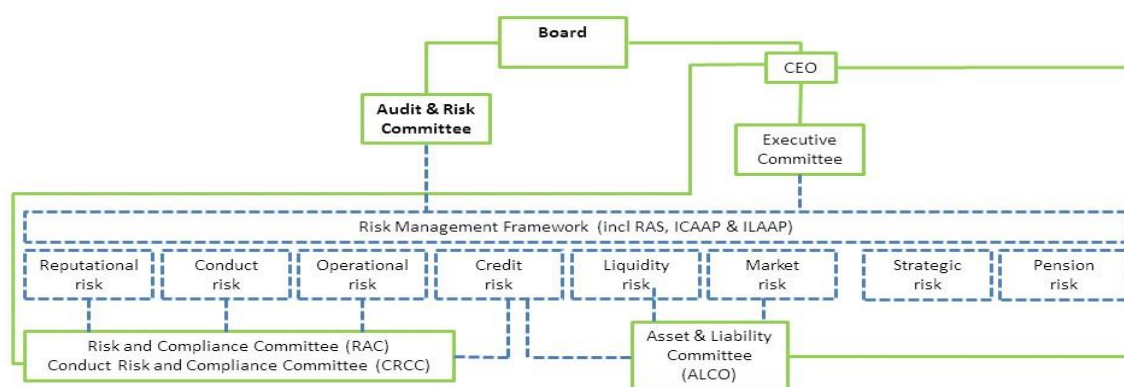 Board
CEO
Audit & Risk
Committee
Executive
Committee
Risk Management Framework (incl RAS, ICAAP & ILAAP)
Reputational
risk
Conduct
risk
Operational
risk
Credit
risk
Liquidity
risk
Market
risk
Strategic
risk
Pension
risk
Risk and Compliance Committee (RAC)
Conduct Risk and Compliance Committee (CRCC)
Asset & Liability
Committee
(ALCO)